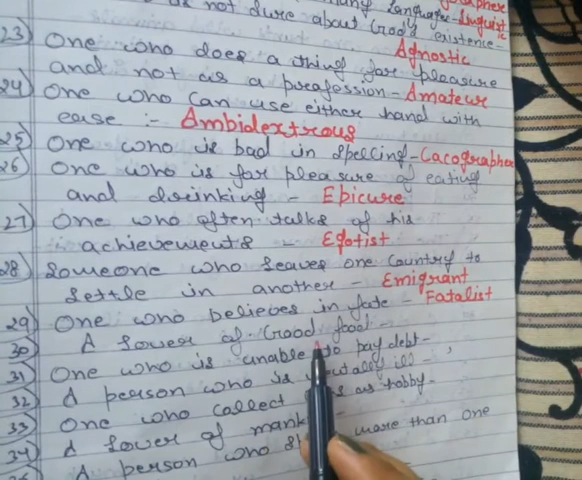 not sure about God's existence-
23) One who does a thing for pleasure Agnostic
and not as a profession - Amateur
24) One who can use either hand with
ease :- Ambidextrous
25) One who is bad in spelling - Cacographer
26) One who is for pleasure of eating
and drinking - Epicure
27) One who often talks of his
achievements - Egotist
28) Someone who leaves one country to
settle in another - Emigrant
29) One who believes in fate - Fatalist
30) A lover of Good food -
31) One who is unable to pay debt -
32) A person who is ill -
33) One who collect as hobby -
34) A lover of
A person who more than one